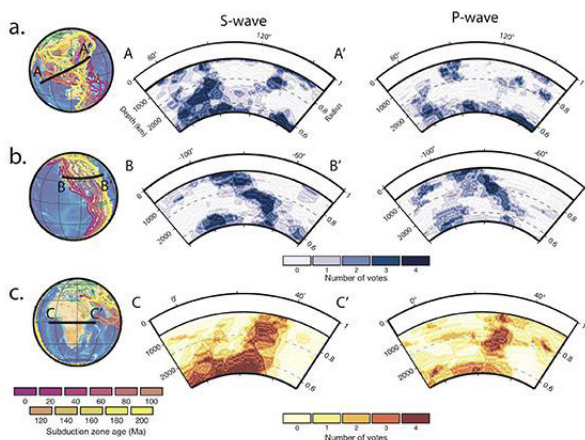 S-wave
P-wave
a.
A
A'
A
A'
80°
120°
80°
120°
0
1000
2000
Depth (km)
1
0.8
0.6
Radius
0
1000
2000
1
0.8
0.6
b.
B
B'
B
B'
-100°
-60°
-100°
-60°
0
1000
2000
1
0.8
0.6
0
1000
2000
1
0.8
0.6
0 1 2 3 4
Number of votes
c.
C
C'
C
C'
0°
40°
0°
40°
0
1000
2000
1
0.8
0.6
0
1000
2000
1
0.8
0.6
0 20 40 60 80 100
120 140 160 180 200
Subduction zone age (Ma)
0 1 2 3 4
Number of votes